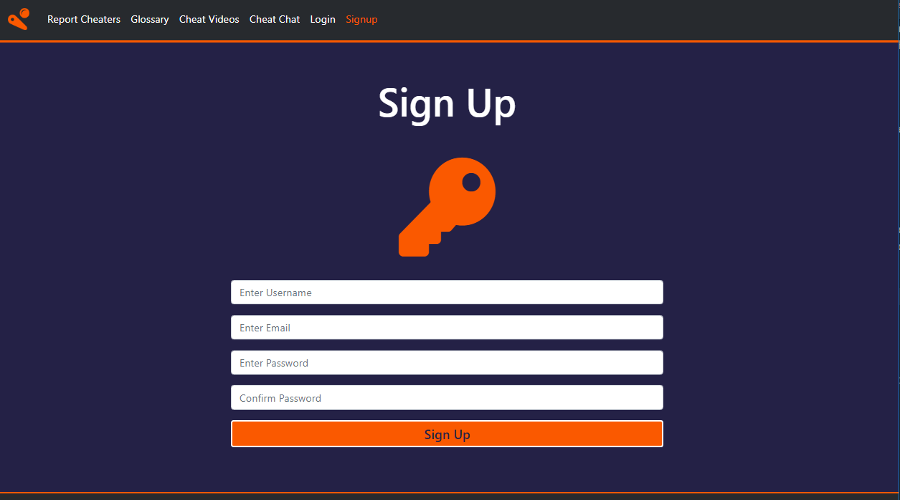 Report Cheaters Glossary Cheat Videos Cheat Chat Login Signup
Sign Up
Enter Username
Enter Email
Enter Password
Confirm Password
Sign Up